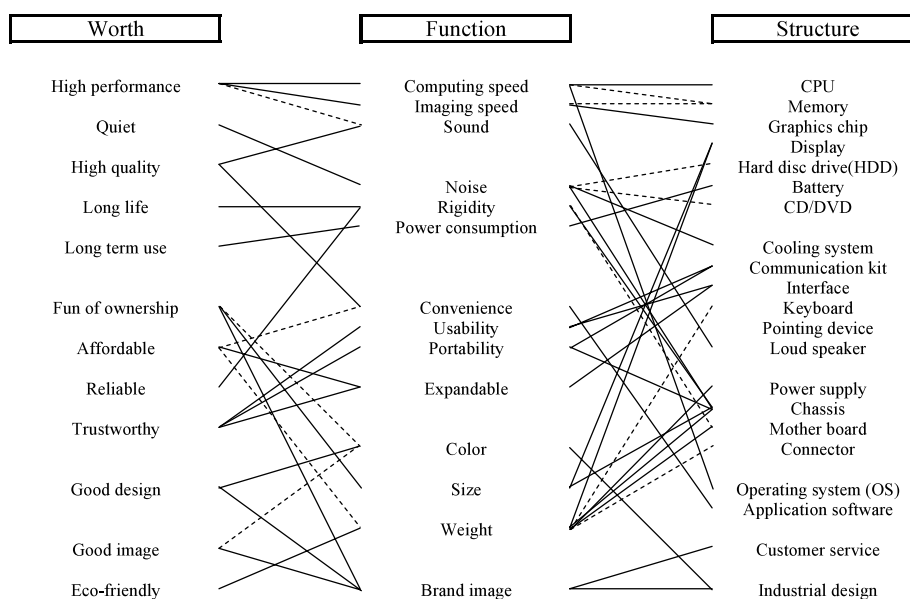 Worth
Function
Structure
High performance
Quiet
High quality
Long life
Long term use
Fun of ownership
Affordable
Reliable
Trustworthy
Good design
Good image
Eco-friendly
Computing speed
Imaging speed
Sound
Noise
Rigidity
Power consumption
Convenience
Usability
Portability
Expandable
Color
Size
Weight
Brand image
CPU
Memory
Graphics chip
Display
Hard disc drive(HDD)
Battery
CD/DVD
Cooling system
Communication kit
Interface
Keyboard
Pointing device
Loud speaker
Power supply
Chassis
Mother board
Connector
Operating system (OS)
Application software
Customer service
Industrial design